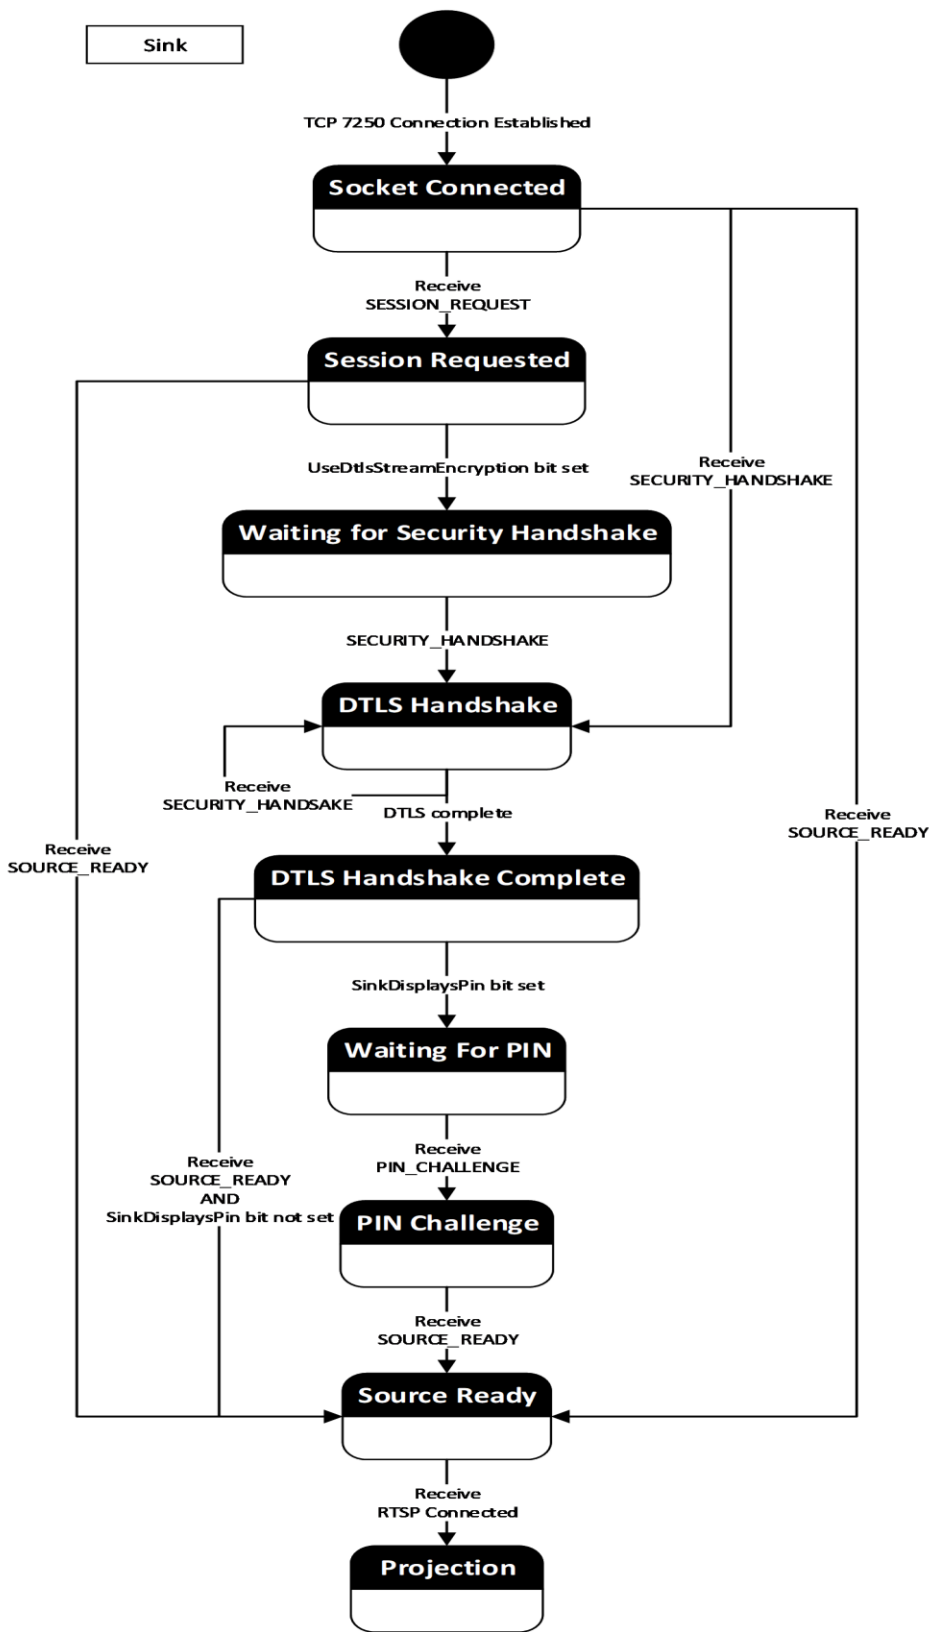 Sink
TCP 7250 Connection Established
Socket Connected
Receive
SESSION_REQUEST
Session Requested
UseDtlsStreamEncryption bit set
Receive
SECURITY_HANDSHAKE
Waiting for Security Handshake
SECURITY_HANDSHAKE
DTLS Handshake
Receive
SECURITY_HANDSAKE
DTLS complete
Receive
SOURCE_READY
Receive
SOURCE_READY
DTLS Handshake Complete
SinkDisplaysPin bit set
Waiting For PIN
Receive
PIN_CHALLENGE
Receive
SOURCE_READY
AND
SinkDisplaysPin bit not set
PIN Challenge
Receive
SOURCE_READY
Source Ready
Receive
RTSP Connected
Projection